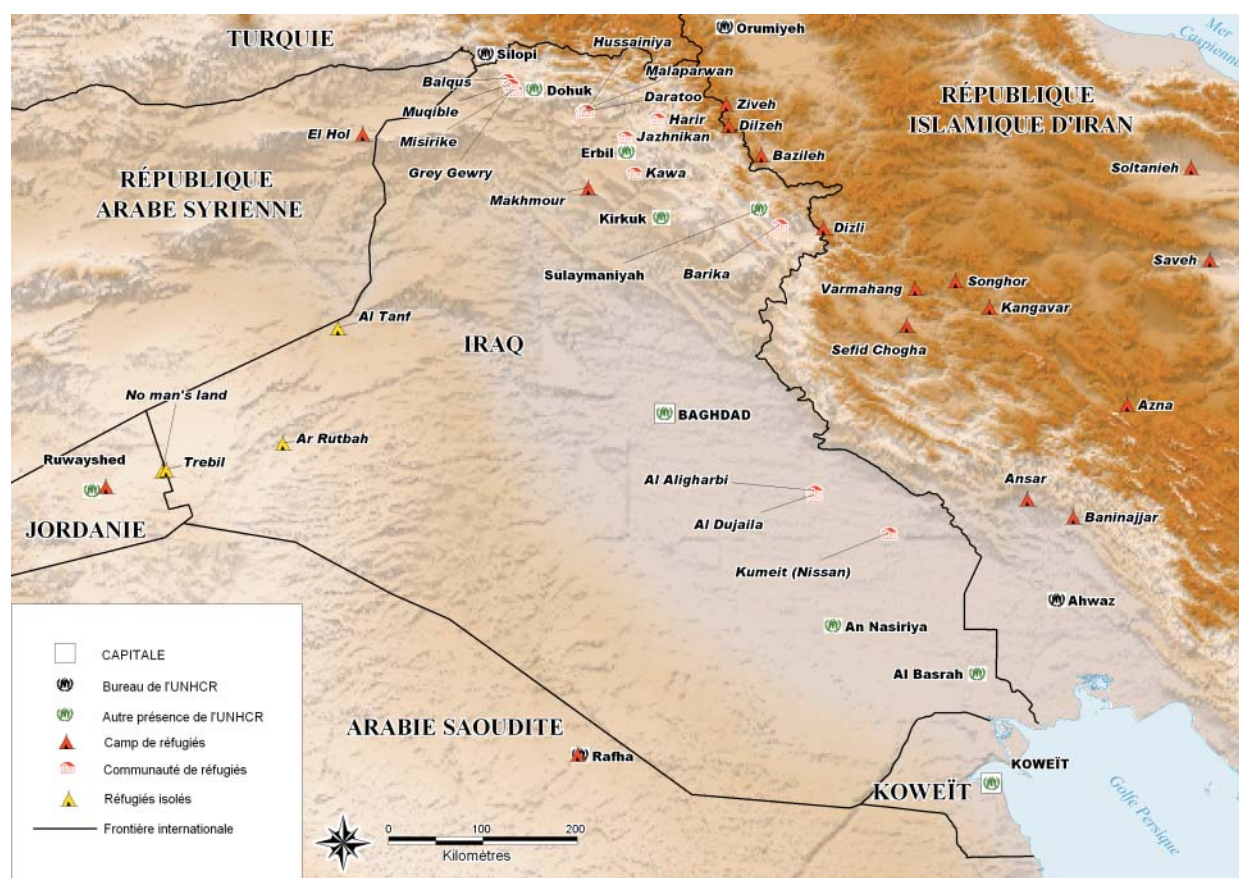 TURQUIE
Silopi
Hussainiya
Orumiyeh
Mer
Caspienne
Balqus
Dohuk
Malaparwan
Muqible
Daratoo
Ziveh
RÉPUBLIQUE
ISLAMIQUE D'IRAN
El Hol
Misirike
Harir
Dilzeh
Jazhnikan
Erbil
Bazileh
Grey Gewry
Kawa
Soltanieh
RÉPUBLIQUE
ARABE SYRIENNE
Makhmour
Kirkuk
Dizli
Sulaymaniyah
Barika
Saveh
Varmahang
Songhor
Kangavar
Al Tanf
IRAQ
Sefid Chogha
No man's land
BAGHDAD
Azna
Ar Rutbah
Ruwayshed
Trebil
Al Aligharbi
Ansar
Al Dujaila
Baninajjar
JORDANIE
Kumeit (Nissan)
Ahwaz
An Nasiriya
Al Basrah
ARABIE SAOUDITE
Rafha
KOWEÏT
KOWEÏT
Golfe Persique
CAPITALE
Bureau de l'UNHCR
Autre présence de l'UNHCR
Camp de réfugiés
Communauté de réfugiés
Réfugiés isolés
Frontière internationale
0 100 200
Kilomètres